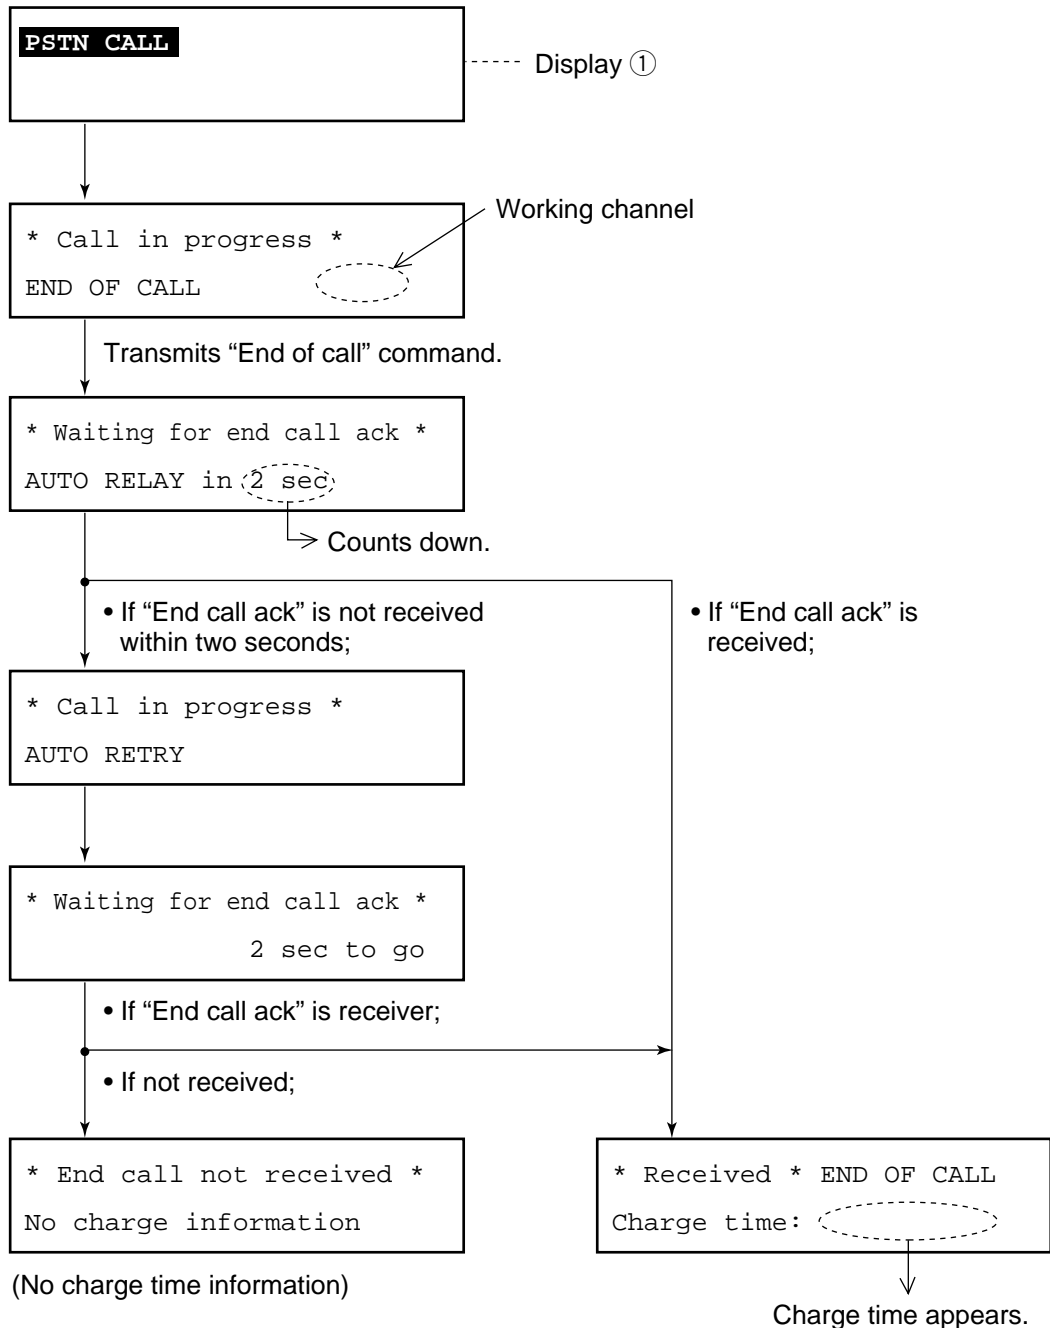 PSTN CALL
Display ①
Working channel
* Call in progress *
END OF CALL
Transmits “End of call” command.
* Waiting for end call ack *
AUTO RELAY in 2 sec
Counts down.
• If “End call ack” is not received
within two seconds;
• If “End call ack” is
received;
* Call in progress *
AUTO RETRY
* Waiting for end call ack *
2 sec to go
• If “End call ack” is receiver;
• If not received;
* End call not received *
No charge information
(No charge time information)
* Received * END OF CALL
Charge time:
Charge time appears.